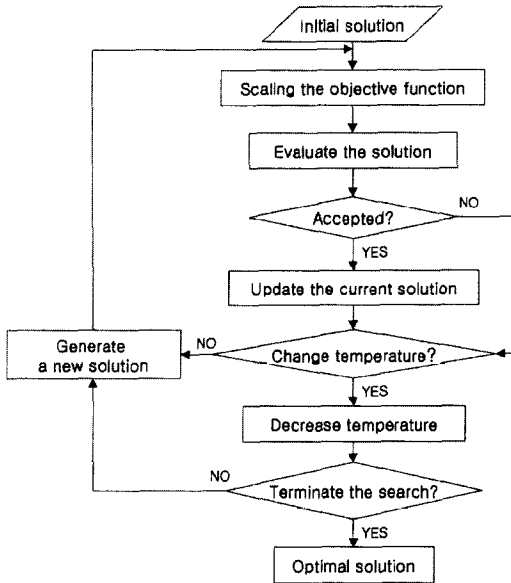 Initial solution
Scaling the objective function
Evaluate the solution
Accepted?
NO
YES
Update the current solution
Change temperature?
NO
Generate
a new solution
YES
Decrease temperature
Terminate the search?
NO
YES
Optimal solution